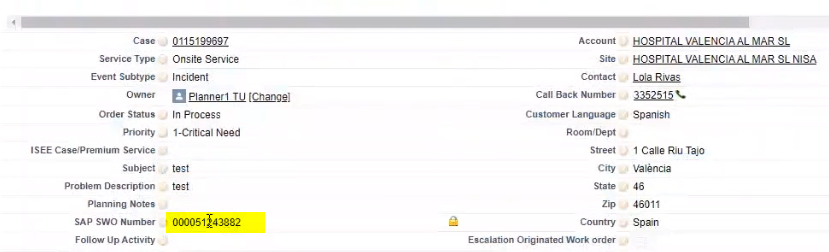 Case 0115199697
Service Type Onsite Service
Event Subtype Incident
Owner Planner1 TU [Change]
Order Status In Process
Priority 1-Critical Need
ISEE Case/Premium Service
Subject test
Problem Description test
Planning Notes
SAP SWO Number 000051243882
Follow Up Activity
Account HOSPITAL VALENCIA AL MAR SL
Site HOSPITAL VALENCIA AL MAR SL NISA
Contact Lola Rivas
Call Back Number 3352515
Customer Language Spanish
Room/Dept
Street 1 Calle Riu Tajo
City València
State 46
Zip 46011
Country Spain
Escalation Originated Work order